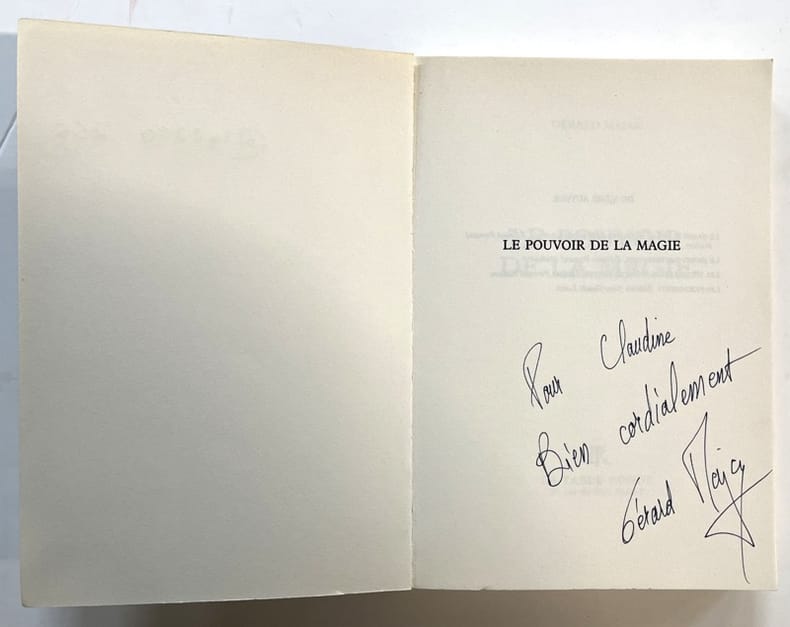 LE POUVOIR DE LA MAGIE
Pour Claudine
Bien cordialement
Gérard Majax